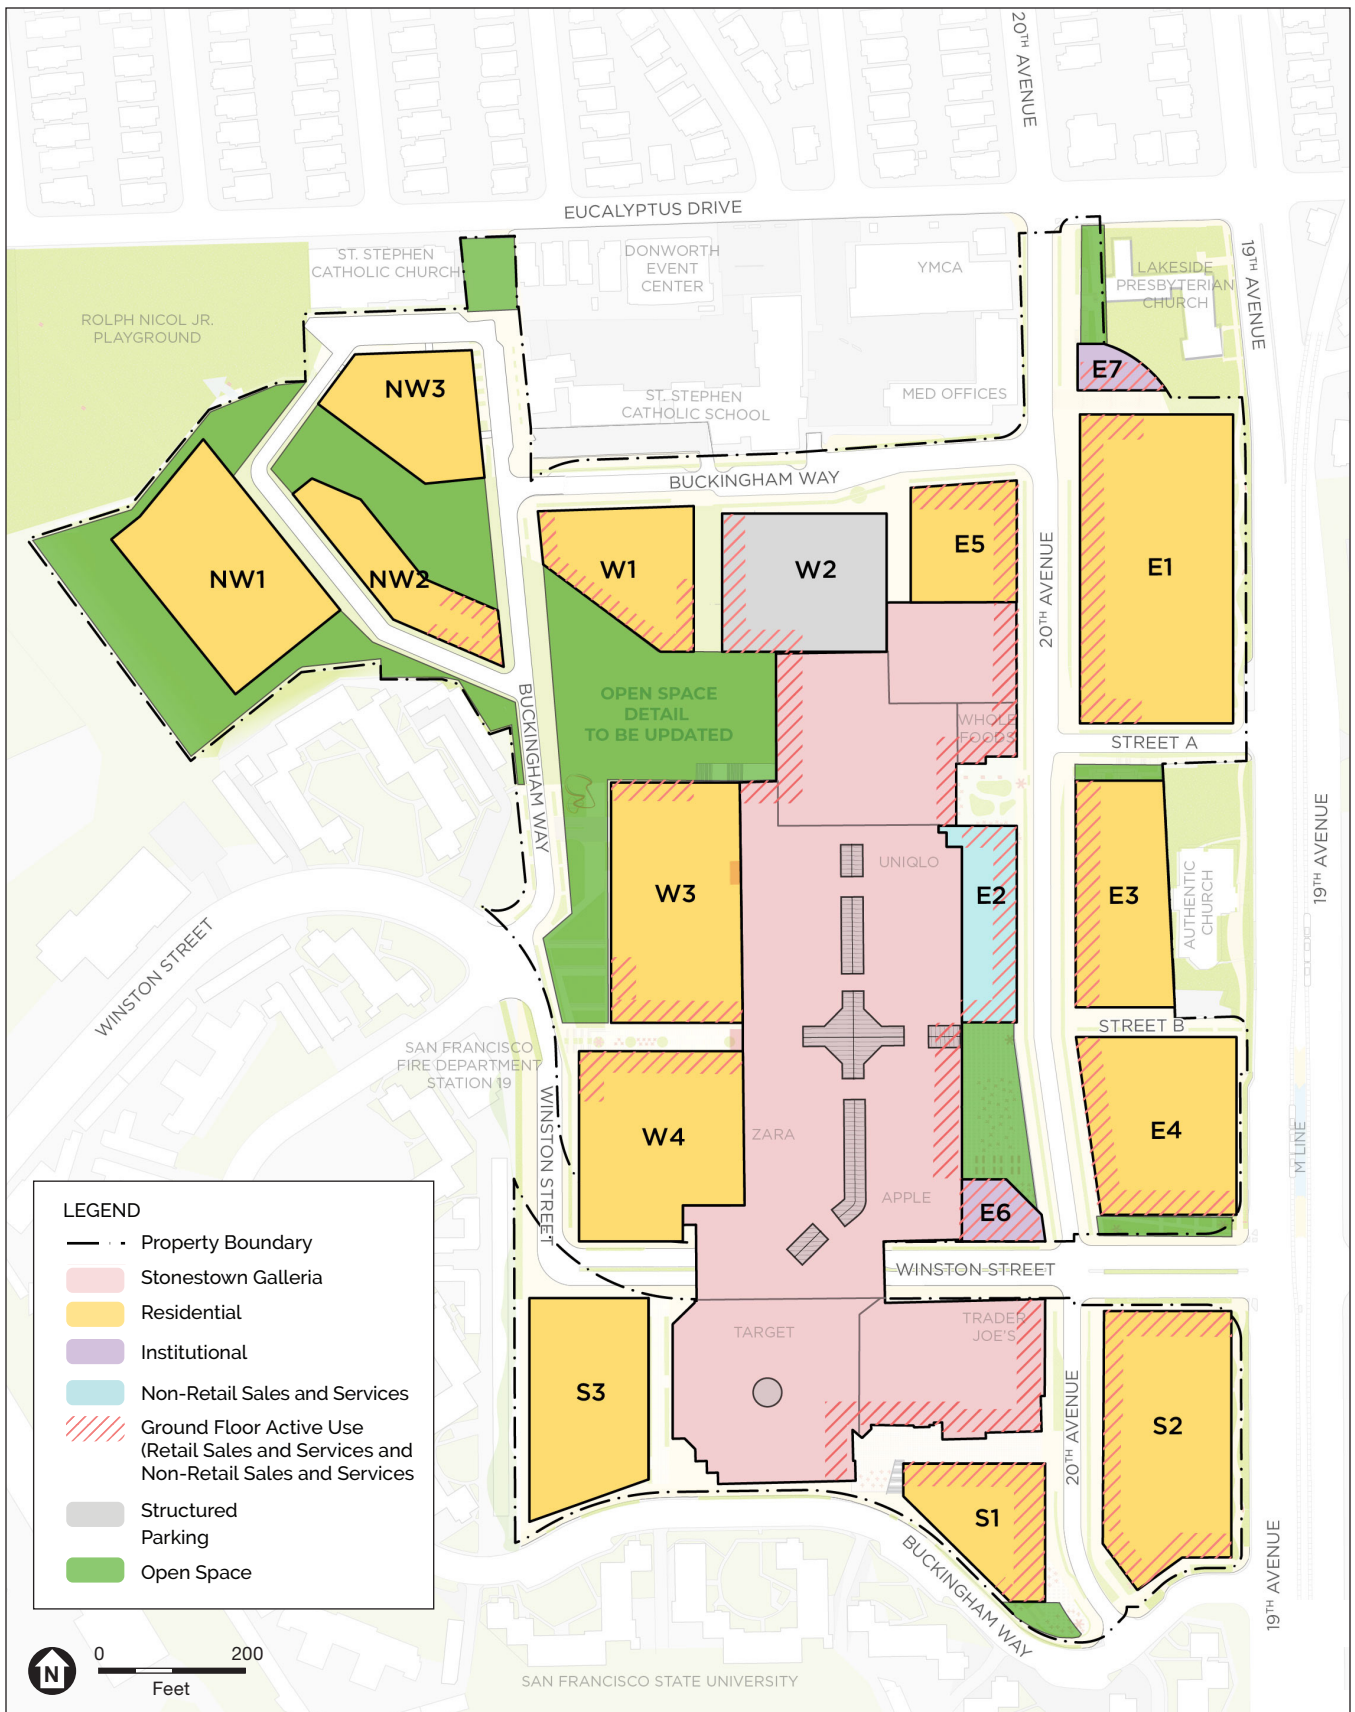 20TH AVENUE
EUCALYPTUS DRIVE
ST. STEPHEN
CATHOLIC CHURCH
DONWORTH
EVENT
CENTER
YMCA
LAKESIDE
PRESBYTERIAN
CHURCH
19TH AVENUE
ROLPH NICOL JR.
PLAYGROUND
E7
NW3
ST. STEPHEN
CATHOLIC SCHOOL
MED OFFICES
BUCKINGHAM WAY
NW1
NW2
W1
W2
E5
20TH AVENUE
E1
OPEN SPACE
DETAIL
TO BE UPDATED
BUCKINGHAM WAY
WHOLE
FOODS
STREET A
W3
UNIQLO
E2
E3
AUTHENTIC
CHURCH
19TH AVENUE
WINSTON STREET
STREET B
SAN FRANCISCO
FIRE DEPARTMENT
STATION 19
WINSTON STREET
W4
ZARA
E4
M LINE
APPLE
E6
WINSTON STREET
TARGET
TRADER
JOE'S
S3
20TH AVENUE
S2
S1
BUCKINGHAM WAY
19TH AVENUE
SAN FRANCISCO STATE UNIVERSITY
LEGEND
Property Boundary
Stonestown Galleria
Residential
Institutional
Non-Retail Sales and Services
Ground Floor Active Use
(Retail Sales and Services and
Non-Retail Sales and Services
Structured
Parking
Open Space
N
0 200
Feet